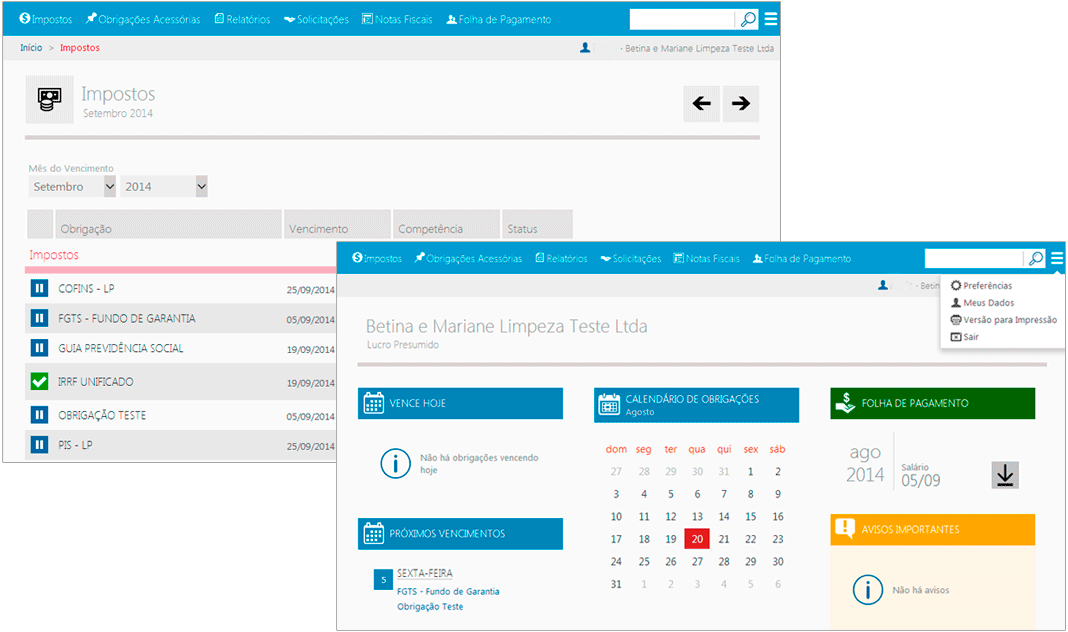 Impostos Obrigações Acessórias Relatórios Solicitações Notas Fiscais Folha de Pagamento
Início > Impostos
- Betina e Mariane Limpeza Teste Ltda
Impostos
Setembro 2014
Mês do Vencimento
Setembro 2014
Obrigação Vencimento Competência Status
Impostos
COFINS - LP 25/09/2014
FGTS - FUNDO DE GARANTIA 05/09/2014
GUIA PREVIDÊNCIA SOCIAL 19/09/2014
IRRF UNIFICADO 19/09/2014
OBRIGAÇÃO TESTE 05/09/2014
PIS - LP 25/09/2014
Impostos Obrigações Acessórias Relatórios Solicitações Notas Fiscais Folha de Pagamento
- Betin
Preferências
Meus Dados
Versão para Impressão
Sair
Betina e Mariane Limpeza Teste Ltda
Lucro Presumido
VENCE HOJE
Não há obrigações vencendo
hoje
PRÓXIMOS VENCIMENTOS
5 SEXTA-FEIRA
FGTS - Fundo de Garantia
Obrigação Teste
CALENDÁRIO DE OBRIGAÇÕES
Agosto
dom seg ter qua qui sex sáb
27 28 29 30 31 1 2
3 4 5 6 7 8 9
10 11 12 13 14 15 16
17 18 19 20 21 22 23
24 25 26 27 28 29 30
31 1 2 3 4 5 6
FOLHA DE PAGAMENTO
ago
2014
Salário
05/09
AVISOS IMPORTANTES
Não há avisos